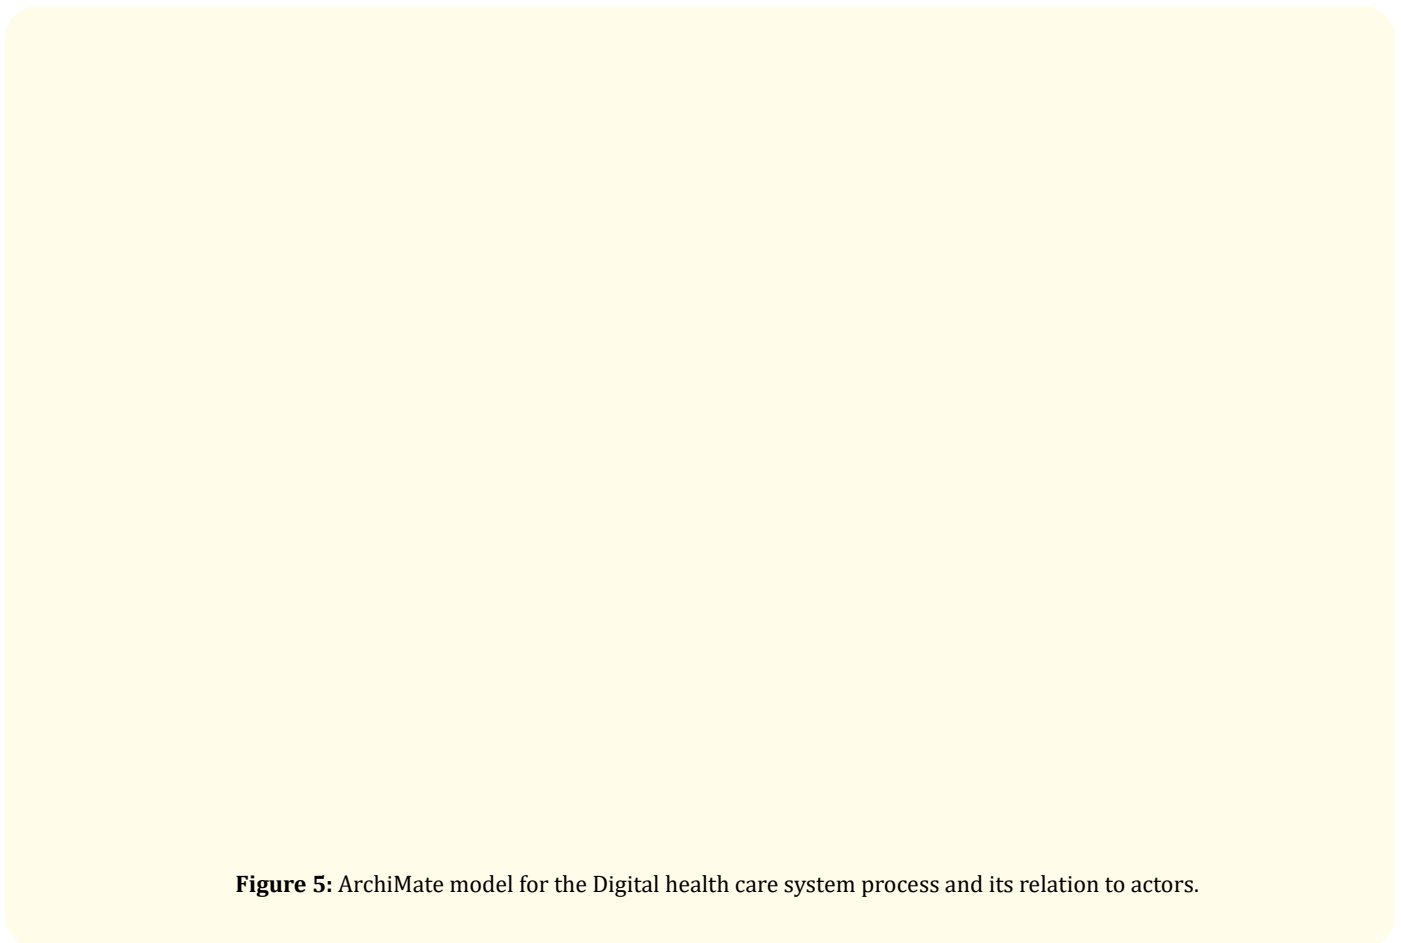 Figure 5: ArchiMate model for the Digital health care system process and its relation to actors.